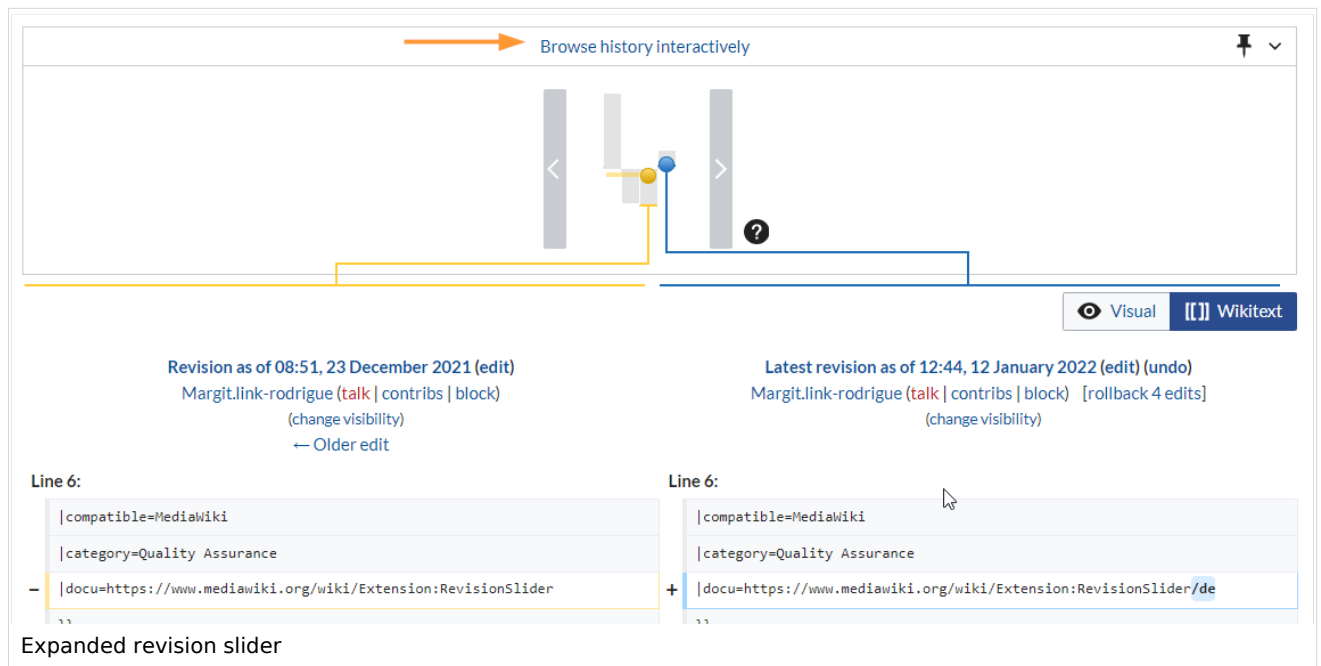 Browse history interactively
?
Visual
[[]] Wikitext
Revision as of 08:51, 23 December 2021 (edit)
Margit.link-rodrigue (talk | contribs | block)
(change visibility)
← Older edit
Latest revision as of 12:44, 12 January 2022 (edit) (undo)
Margit.link-rodrigue (talk | contribs | block) [rollback 4 edits]
(change visibility)
Line 6:
|compatible=MediaWiki
|category=Quality Assurance
− |docu=https://www.mediawiki.org/wiki/Extension:RevisionSlider
Line 6:
|compatible=MediaWiki
|category=Quality Assurance
+ |docu=https://www.mediawiki.org/wiki/Extension:RevisionSlider/de
Expanded revision slider